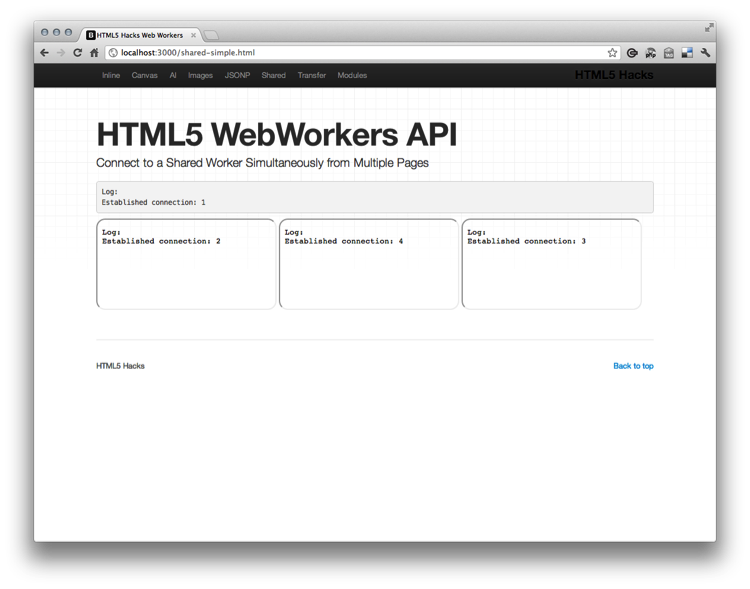 HTML5 Hacks Web Workers
localhost:3000/shared-simple.html
Inline Canvas AI Images JSONP Shared Transfer Modules HTML5 Hacks
HTML5 WebWorkers API
Connect to a Shared Worker Simultaneously from Multiple Pages
Log:
Established connection: 1
Log:
Established connection: 2
Log:
Established connection: 4
Log:
Established connection: 3
HTML5 Hacks
Back to top